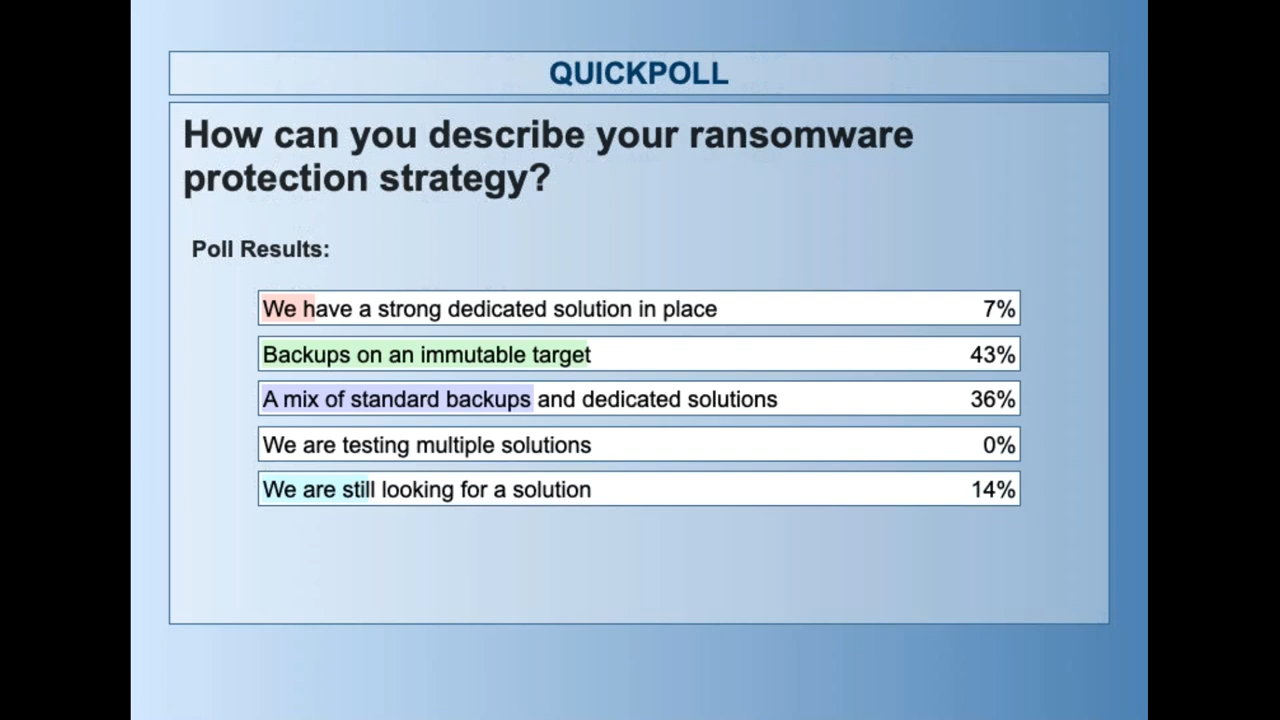 QUICKPOLL
How can you describe your ransomware
protection strategy?
Poll Results:
We have a strong dedicated solution in place 7%
Backups on an immutable target 43%
A mix of standard backups and dedicated solutions 36%
We are testing multiple solutions 0%
We are still looking for a solution 14%